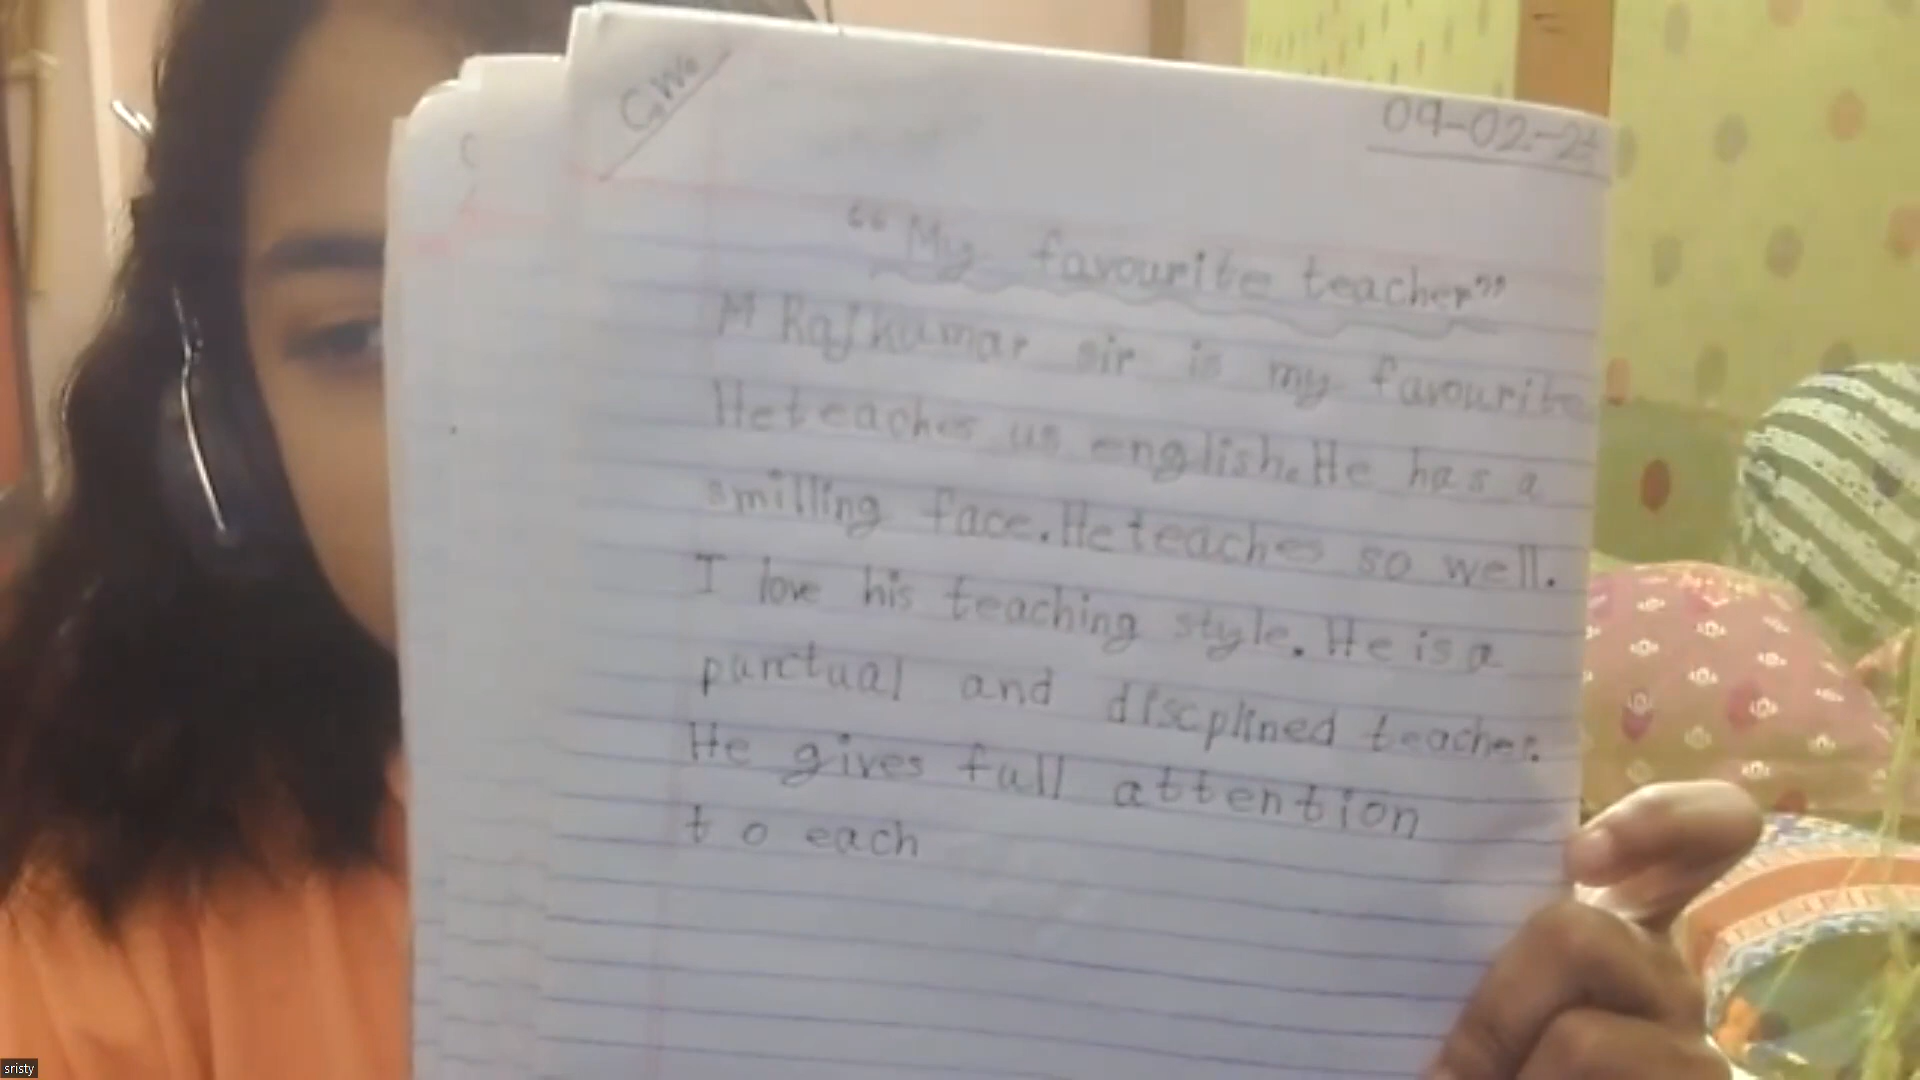 C.W.
09-02-2
“My favourite teacher”
M Rajkumar sir is my favourite
He teaches us english. He has a
smilling face. He teaches so well.
I love his teaching style. He is a
punctual and discplined teacher.
He gives full attention
to each
sristy